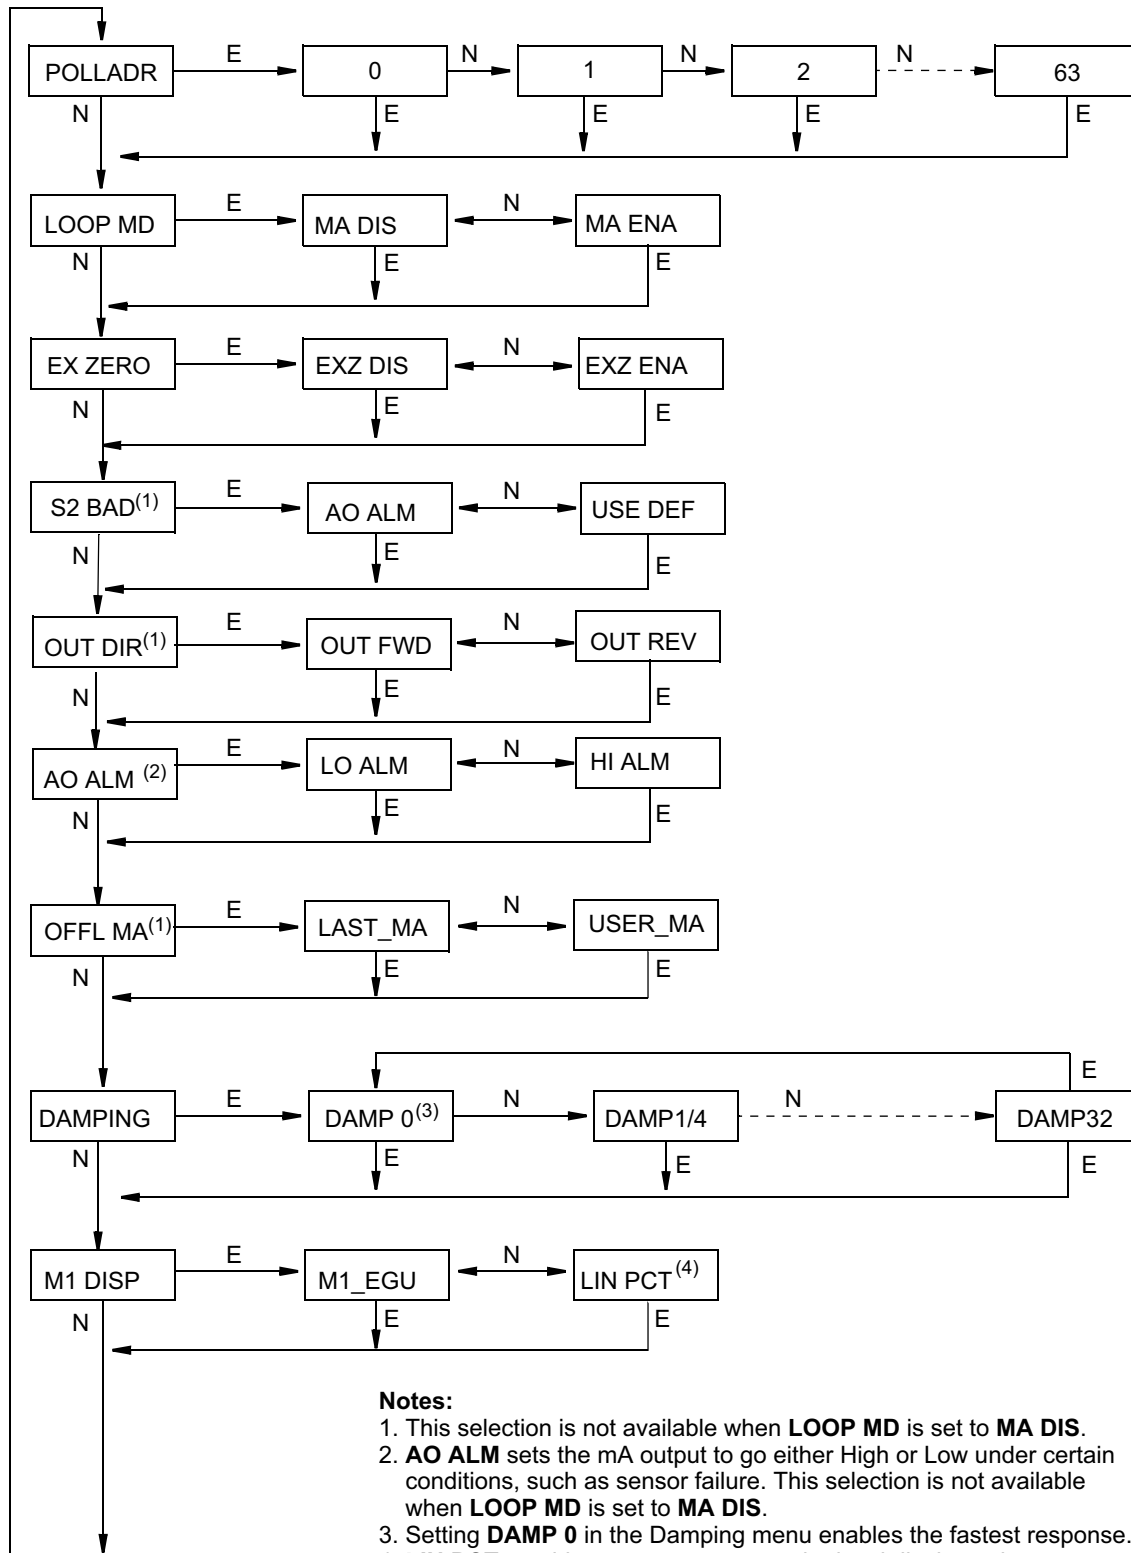 POLLADR E 0 N 1 N 2 N 63
N E E E E
LOOP MD E MA DIS N MA ENA
N E E
EX ZERO E EXZ DIS N EXZ ENA
N E E
S2 BAD(1) E AO ALM N USE DEF
N E E
OUT DIR(1) E OUT FWD N OUT REV
N E E
AO ALM (2) E LO ALM N HI ALM
N E E
OFFL MA(1) E LAST_MA N USER_MA
N E E
E
DAMPING E DAMP 0(3) N DAMP1/4 N DAMP32
N E E E
M1 DISP E M1_EGU N LIN PCT(4)
N E E
Notes:
1. This selection is not available when LOOP MD is set to MA DIS.
2. AO ALM sets the mA output to go either High or Low under certain
conditions, such as sensor failure. This selection is not available
when LOOP MD is set to MA DIS.
3. Setting DAMP 0 in the Damping menu enables the fastest response.